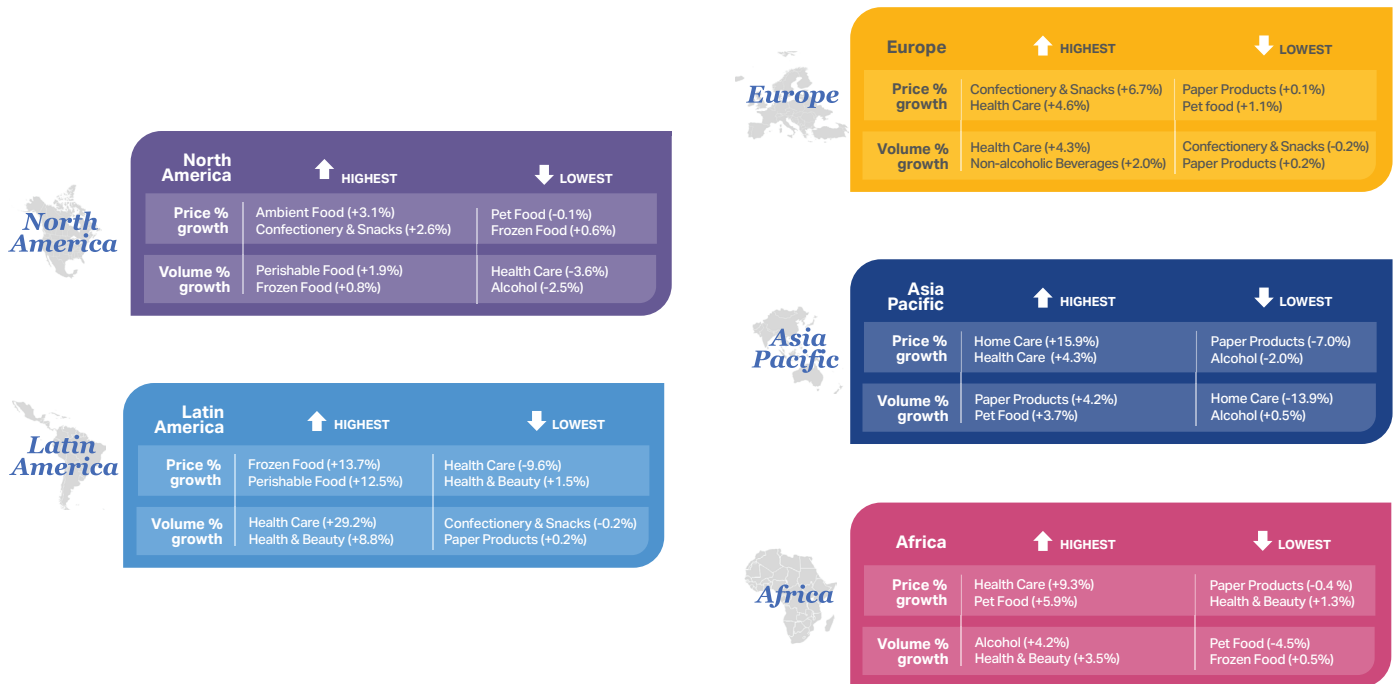 North
America
North
America
HIGHEST
LOWEST
Price %
growth
Ambient Food (+3.1%)
Confectionery & Snacks (+2.6%)
Pet Food (-0.1%)
Frozen Food (+0.6%)
Volume %
growth
Perishable Food (+1.9%)
Frozen Food (+0.8%)
Health Care (-3.6%)
Alcohol (-2.5%)
Latin
America
Latin
America
HIGHEST
LOWEST
Price %
growth
Frozen Food (+13.7%)
Perishable Food (+12.5%)
Health Care (-9.6%)
Health & Beauty (+1.5%)
Volume %
growth
Health Care (+29.2%)
Health & Beauty (+8.8%)
Confectionery & Snacks (-0.2%)
Paper Products (+0.2%)
Europe
Europe
HIGHEST
LOWEST
Price %
growth
Confectionery & Snacks (+6.7%)
Health Care (+4.6%)
Paper Products (+0.1%)
Pet food (+1.1%)
Volume %
growth
Health Care (+4.3%)
Non-alcoholic Beverages (+2.0%)
Confectionery & Snacks (-0.2%)
Paper Products (+0.2%)
Asia
Pacific
Asia
Pacific
HIGHEST
LOWEST
Price %
growth
Home Care (+15.9%)
Health Care (+4.3%)
Paper Products (-7.0%)
Alcohol (-2.0%)
Volume %
growth
Paper Products (+4.2%)
Pet Food (+3.7%)
Home Care (-13.9%)
Alcohol (+0.5%)
Africa
Africa
HIGHEST
LOWEST
Price %
growth
Health Care (+9.3%)
Pet Food (+5.9%)
Paper Products (-0.4 %)
Health & Beauty (+1.3%)
Volume %
growth
Alcohol (+4.2%)
Health & Beauty (+3.5%)
Pet Food (-4.5%)
Frozen Food (+0.5%)